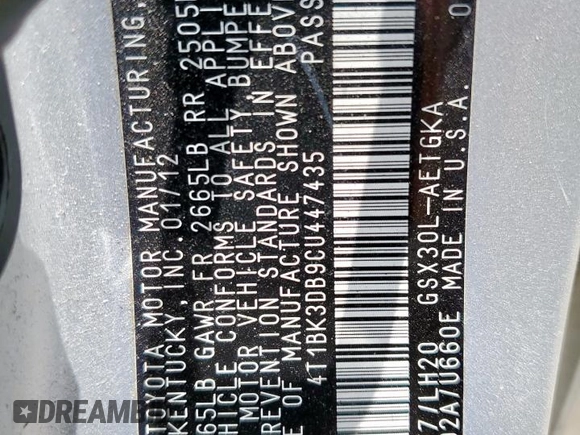 TOYOTA MOTOR MANUFACTURING,
KENTUCKY, INC. 01/12
665LB GAWR FR 2665LB RR 2505
HICLE CONFORMS TO ALL APPLI
MOTOR VEHICLE SAFETY, BUMPE
REVENTION STANDARDS IN EFFE
E OF MANUFACTURE SHOWN ABOV
4T1BK3DB9CU447435 PASS
7/LH20 GSX30L-AETGKA
2A/U660E MADE IN U.S.A.
DREAMB